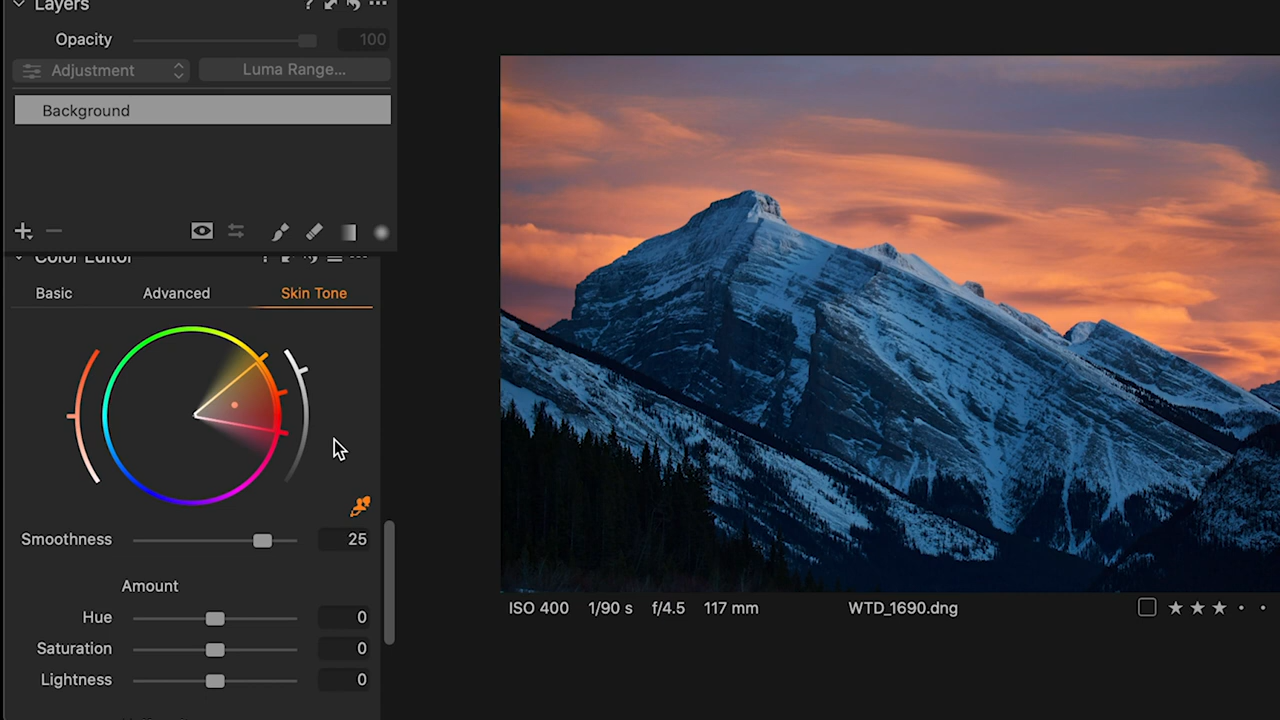 Layers
Opacity 100
Adjustment Luma Range...
Background
Color Editor
Basic Advanced Skin Tone
Smoothness 25
Amount
Hue 0
Saturation 0
Lightness 0
ISO 400 1/90 s f/4.5 117 mm WTD_1690.dng